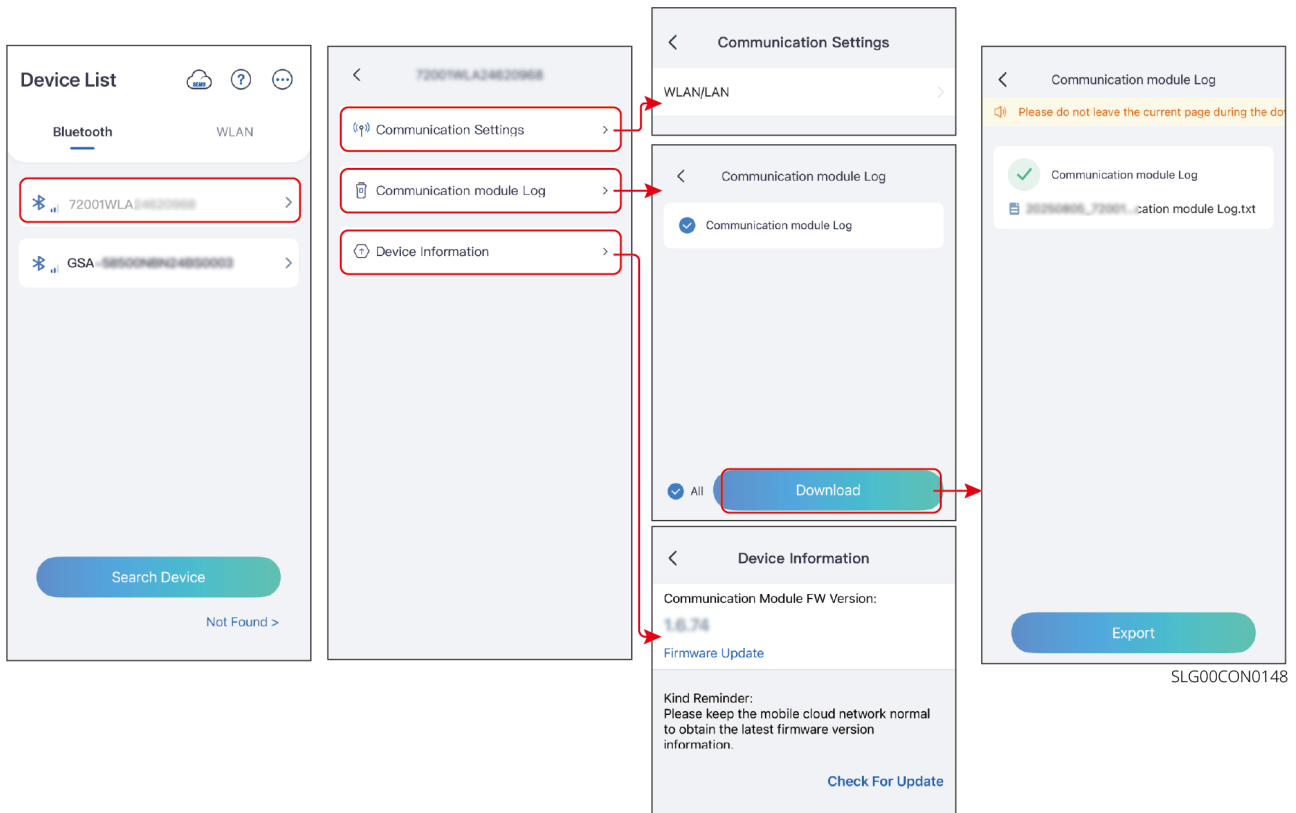 Device List
DEMO
?
Bluetooth
WLAN
72001WLA
GSA
Search Device
Not Found >
72001WLA24620968
Communication Settings
Communication module Log
Device Information
Communication Settings
WLAN/LAN
Communication module Log
Communication module Log
All
Download
Device Information
Communication Module FW Version:
1.6.74
Firmware Update
Kind Reminder:
Please keep the mobile cloud network normal
to obtain the latest firmware version
information.
Check For Update
Communication module Log
Please do not leave the current page during the do
Communication module Log
cation module Log.txt
Export
SLG00CON0148